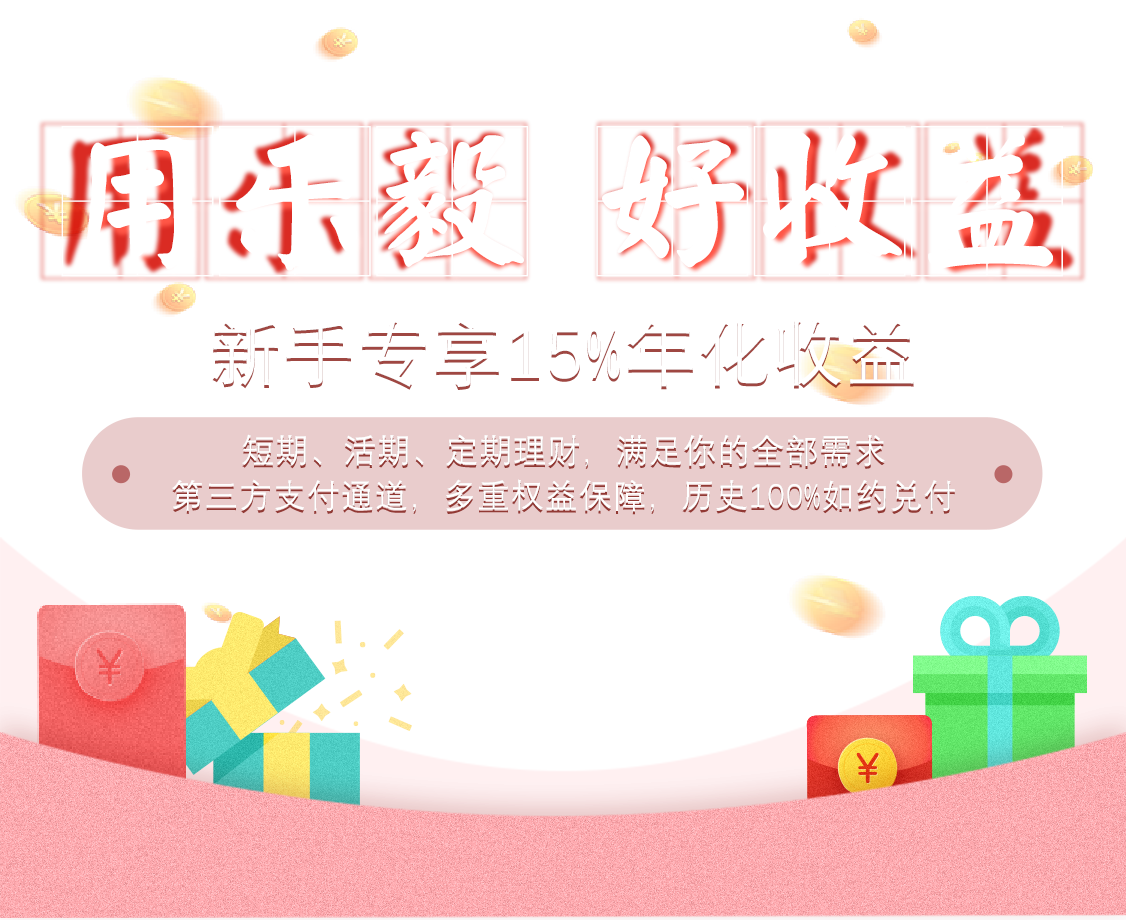 用乐毅 好收益
新手专享15%年化收益
短期、活期、定期理财，满足你的全部需求
第三方支付通道，多重权益保障，历史100%如约兑付
¥
¥